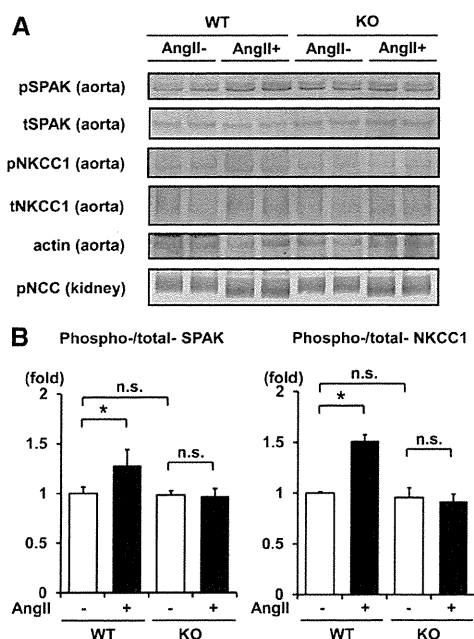 A
WT KO
AngII- AngII+ AngII- AngII+
pSPAK (aorta)
tSPAK (aorta)
pNKCC1 (aorta)
tNKCC1 (aorta)
actin (aorta)
pNCC (kidney)
B
Phospho-/total- SPAK Phospho-/total- NKCC1
(fold) n.s. (fold) n.s.
2 2
* *
1.5 n.s. 1.5 n.s.
1 1
0.5 0.5
0 0
AngII - + - + AngII - + - +
WT KO WT KO